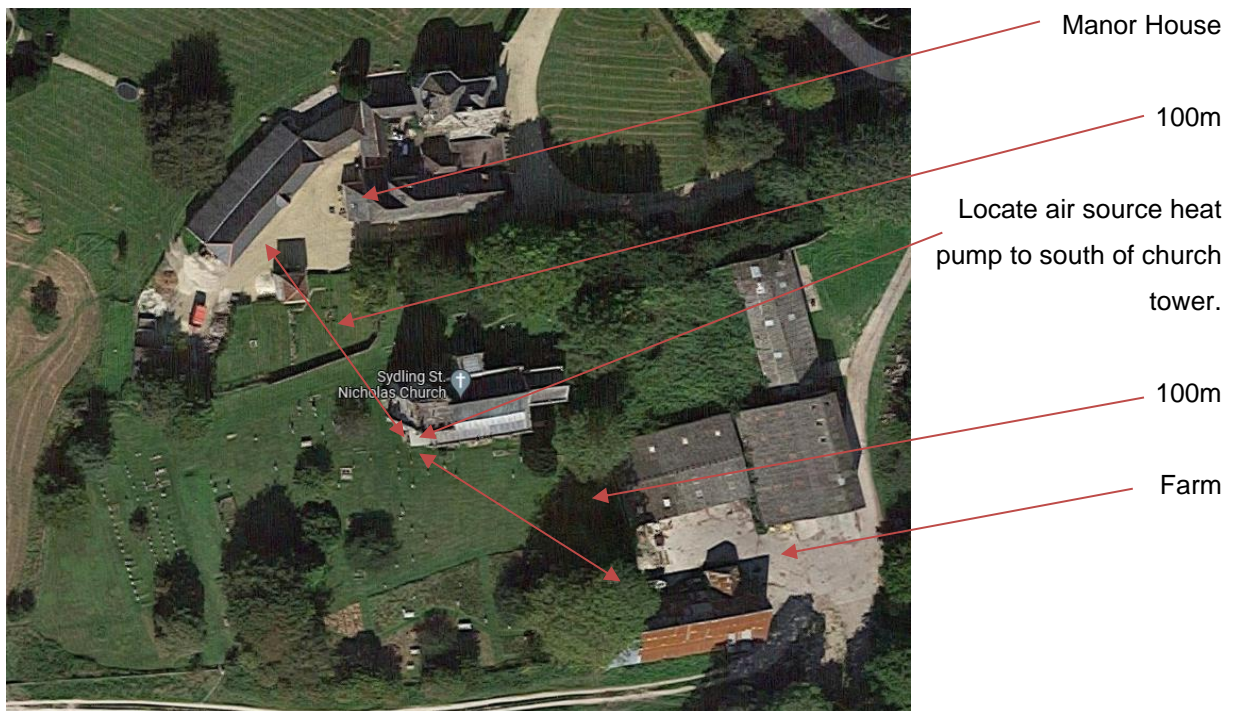 Manor House
100m
Locate air source heat
pump to south of church
tower.
100m
Farm
Sydling St.
Nicholas Church